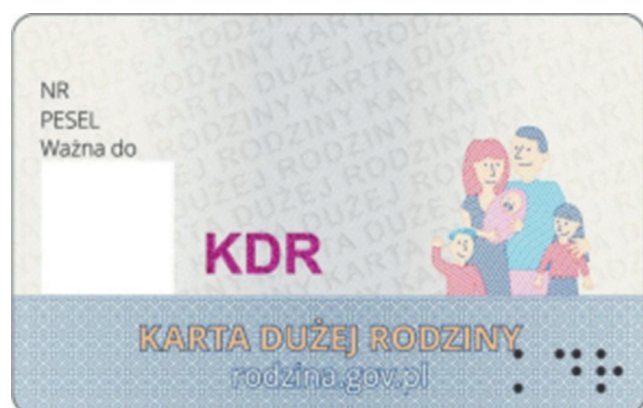 NR
PESEL
Ważna do
KDR
KARTA DUŻEJ RODZINY
rodzina.gov.pl